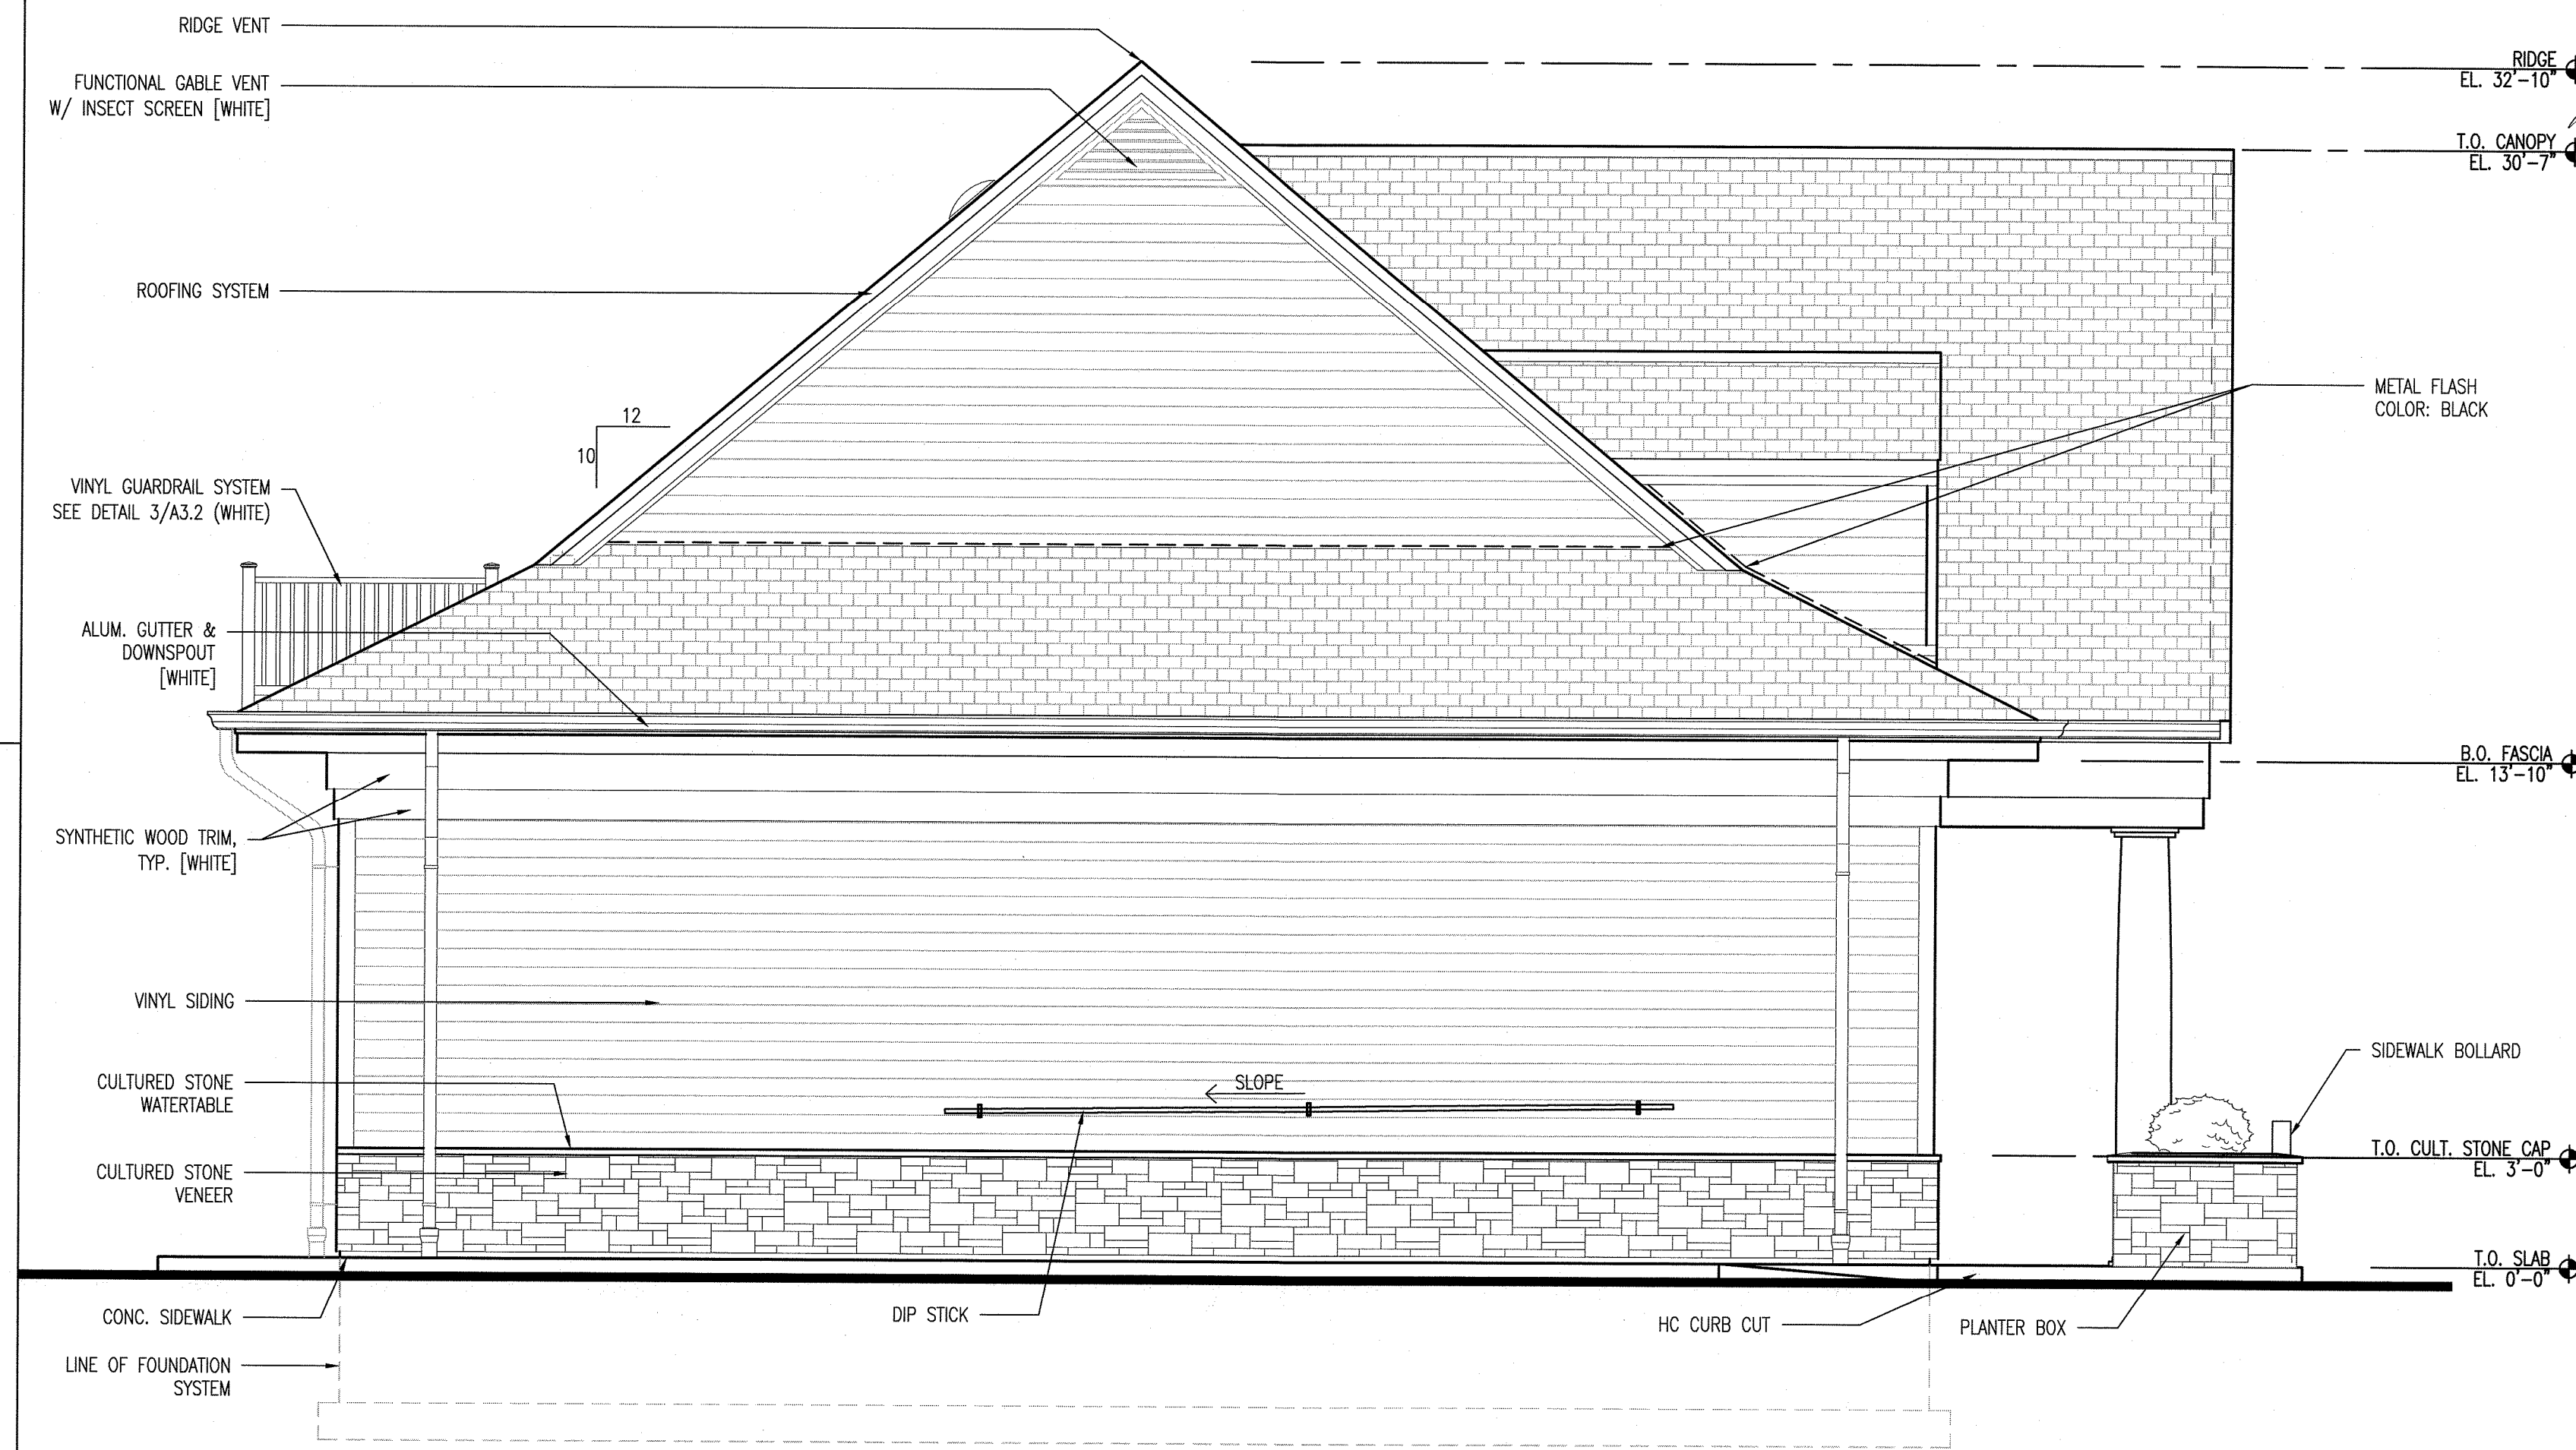 RIDGE VENT
FUNCTIONAL GABLE VENT
W/ INSECT SCREEN [WHITE]
ROOFING SYSTEM
12
10
VINYL GUARDRAIL SYSTEM
SEE DETAIL 3/A3.2 (WHITE)
ALUM. GUTTER &
DOWNSPOUT
[WHITE]
SYNTHETIC WOOD TRIM,
TYP. [WHITE]
VINYL SIDING
CULTURED STONE
WATERTABLE
CULTURED STONE
VENEER
CONC. SIDEWALK
LINE OF FOUNDATION
SYSTEM
SLOPE
DIP STICK
HC CURB CUT
PLANTER BOX
RIDGE
EL. 32'-10"
T.O. CANOPY
EL. 30'-7"
METAL FLASH
COLOR: BLACK
B.O. FASCIA
EL. 13'-10"
SIDEWALK BOLLARD
T.O. CULT. STONE CAP
EL. 3'-0"
T.O. SLAB
EL. 0'-0"